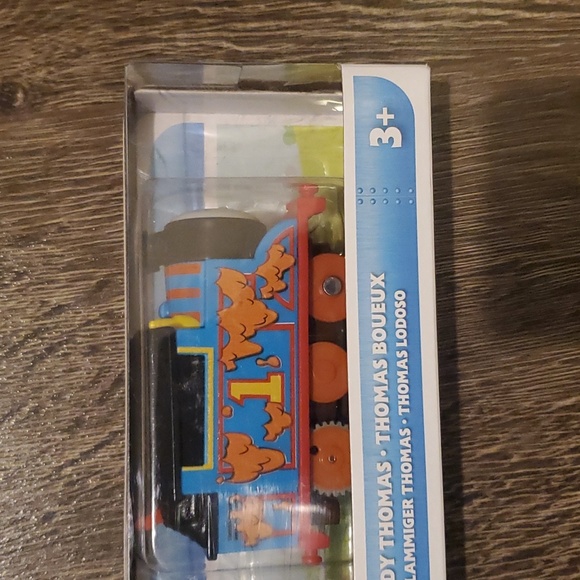 3+
DY THOMAS • THOMAS BOUEUX
LAMMIGER THOMAS • THOMAS LODOSO
1